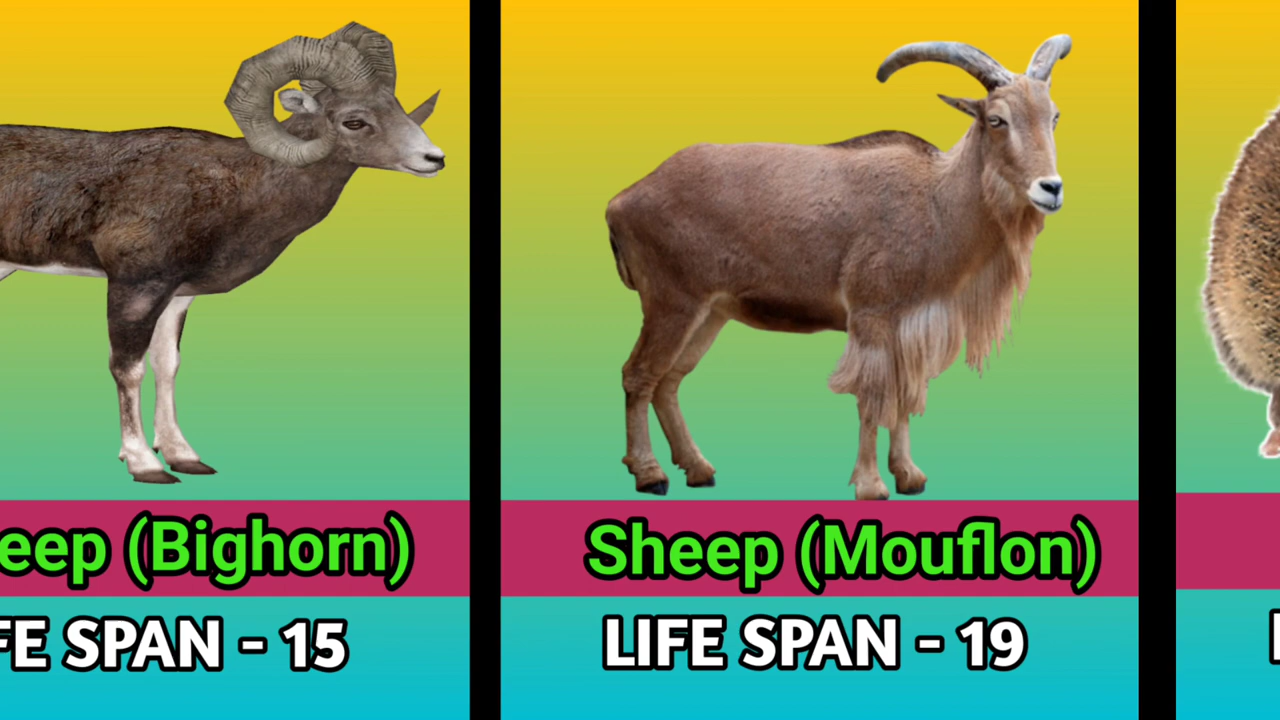 eep (Bighorn)
FE SPAN - 15
Sheep (Mouflon)
LIFE SPAN - 19